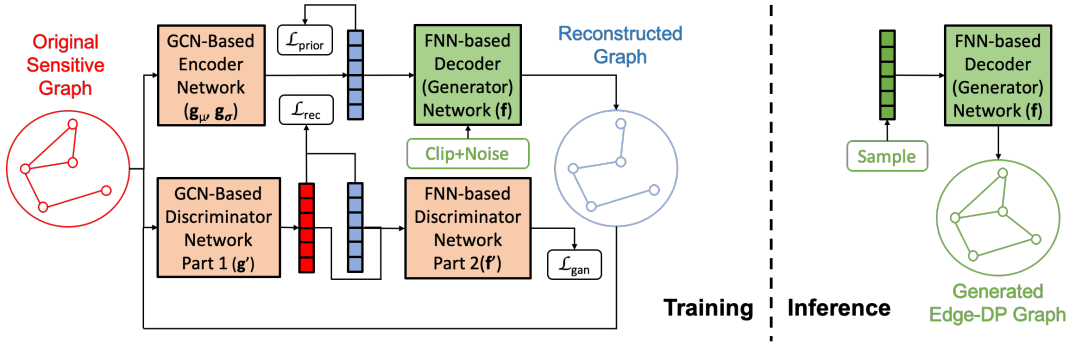 Original
Sensitive
Graph
GCN-Based
Encoder
Network
(gμ, gσ)
ℒprior
ℒrec
FNN-based
Decoder
(Generator)
Network (f)
Clip+Noise
Reconstructed
Graph
GCN-Based
Discriminator
Network
Part 1 (g')
FNN-based
Discriminator
Network
Part 2(f')
ℒgan
Training
Inference
FNN-based
Decoder
(Generator)
Network (f)
Sample
Generated
Edge-DP Graph